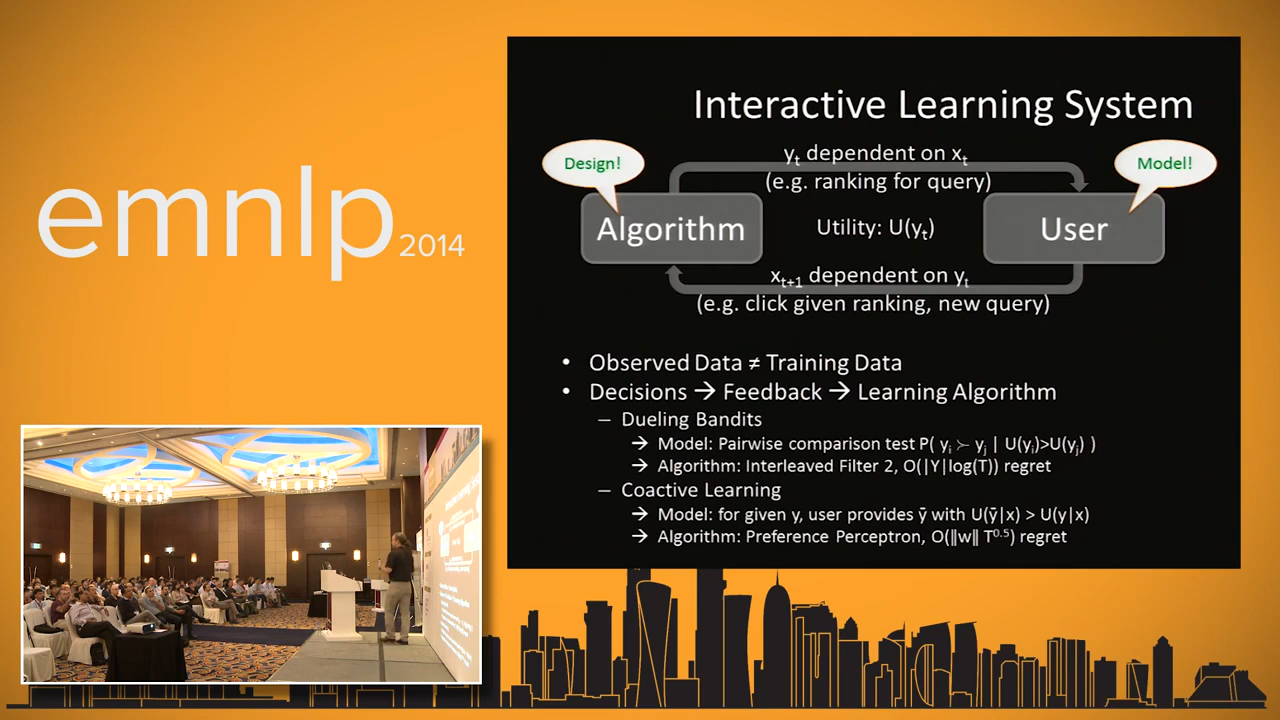 emnlp 2014
Interactive Learning System
Design!
Model!
yt dependent on xt
(e.g. ranking for query)
Algorithm
Utility: U(yt)
User
xt+1 dependent on yt
(e.g. click given ranking, new query)
• Observed Data ≠ Training Data
• Decisions → Feedback → Learning Algorithm
– Dueling Bandits
→ Model: Pairwise comparison test P( yi ≻ yj | U(yi)>U(yj) )
→ Algorithm: Interleaved Filter 2, O(|Y|log(T)) regret
– Coactive Learning
→ Model: for given y, user provides ȳ with U(ȳ|x) > U(y|x)
→ Algorithm: Preference Perceptron, O(‖w‖ T^0.5) regret